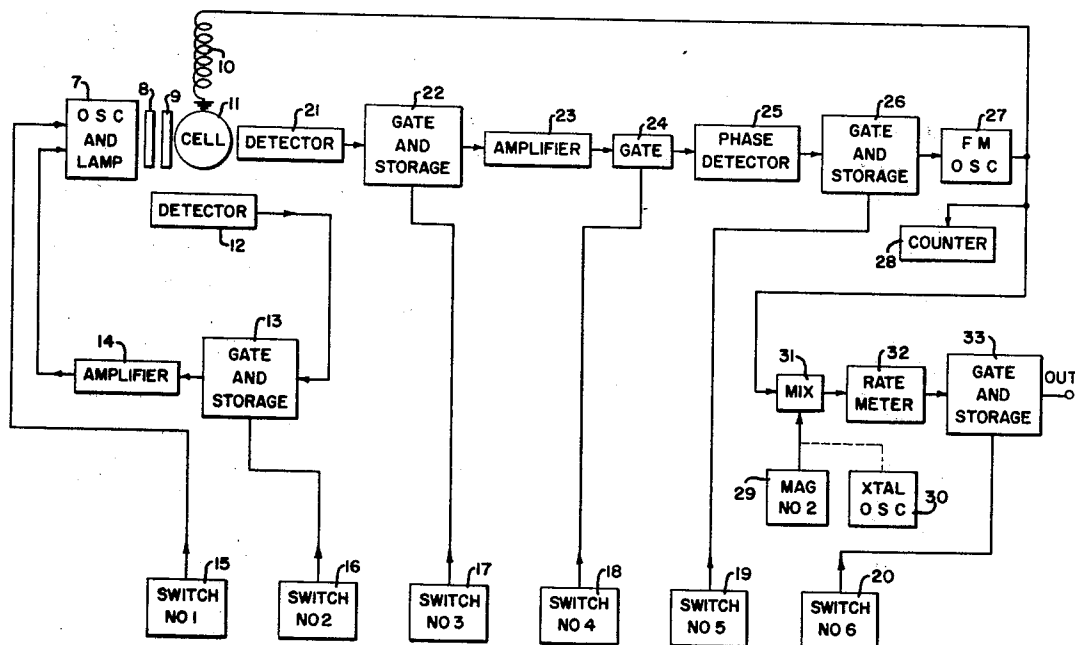 10
7
OSC
AND
LAMP
8
9
11
CELL
21
DETECTOR
22
GATE
AND
STORAGE
23
AMPLIFIER
24
GATE
25
PHASE
DETECTOR
26
GATE
AND
STORAGE
27
FM
OSC
DETECTOR
12
28
COUNTER
13
GATE
AND
STORAGE
14
AMPLIFIER
31
MIX
32
RATE
METER
33
GATE
AND
STORAGE
OUT
29
MAG
NO 2
XTAL
OSC
30
15
SWITCH
NO 1
16
SWITCH
NO 2
17
SWITCH
NO 3
18
SWITCH
NO 4
19
SWITCH
NO 5
20
SWITCH
NO 6